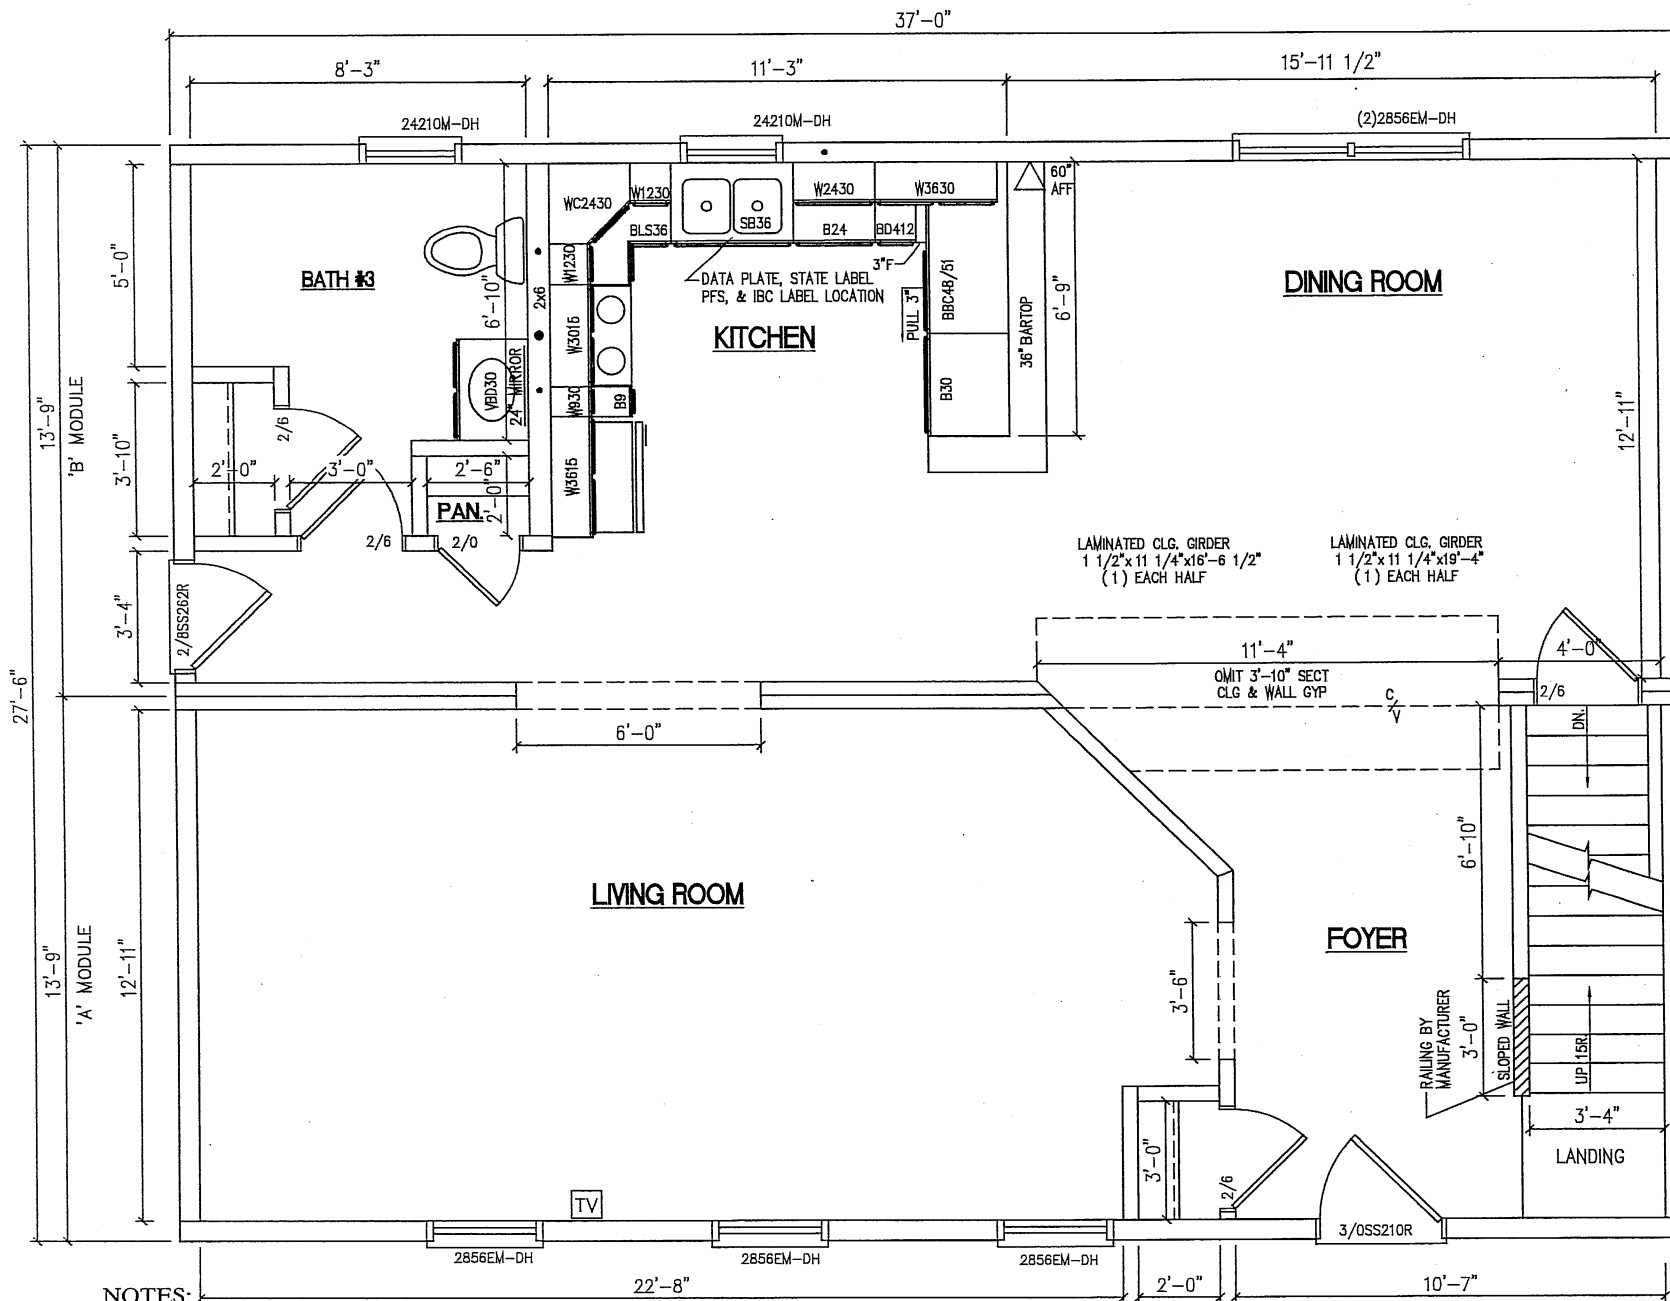 37'-0"
8'-3"
11'-3"
15'-11 1/2"
24210M-DH
24210M-DH
(2)2856EM-DH
WC2430
W1230
W2430
W3630
60"
AFF
BLS36
SB36
B24
BD412
3"F
W1230
2x6
6'-10"
5'-0"
BATH #3
DATA PLATE, STATE LABEL
PFS, & IBC LABEL LOCATION
KITCHEN
PULL 3"
BBC48/51
36" BARTOP
6'-9"
DINING ROOM
W3015
VBD30
24" MIRROR
W930
B9
B30
12'-11"
13'-9"
'B' MODULE
3'-10"
2/6
2'-0"
3'-0"
2'-6"
2'-0"
W3615
PAN.
2/6
2/0
LAMINATED CLG. GIRDER
1 1/2"x 11 1/4"x16'-6 1/2"
(1) EACH HALF
LAMINATED CLG. GIRDER
1 1/2"x 11 1/4"x19'-4"
(1) EACH HALF
3'-4"
2/8SS262R
27'-6"
11'-4"
4'-0"
OMIT 3'-10" SECT
CLG & WALL GYP
C/V
2/6
6'-0"
DN.
6'-10"
LIVING ROOM
FOYER
13'-9"
'A' MODULE
12'-11"
3'-6"
RAILING BY
MANUFACTURER
3'-0"
SLOPED WALL
UP 15R
3'-4"
LANDING
3'-0"
2/6
TV
3/0SS210R
2856EM-DH
2856EM-DH
2856EM-DH
NOTES:
22'-8"
2'-0"
10'-7"